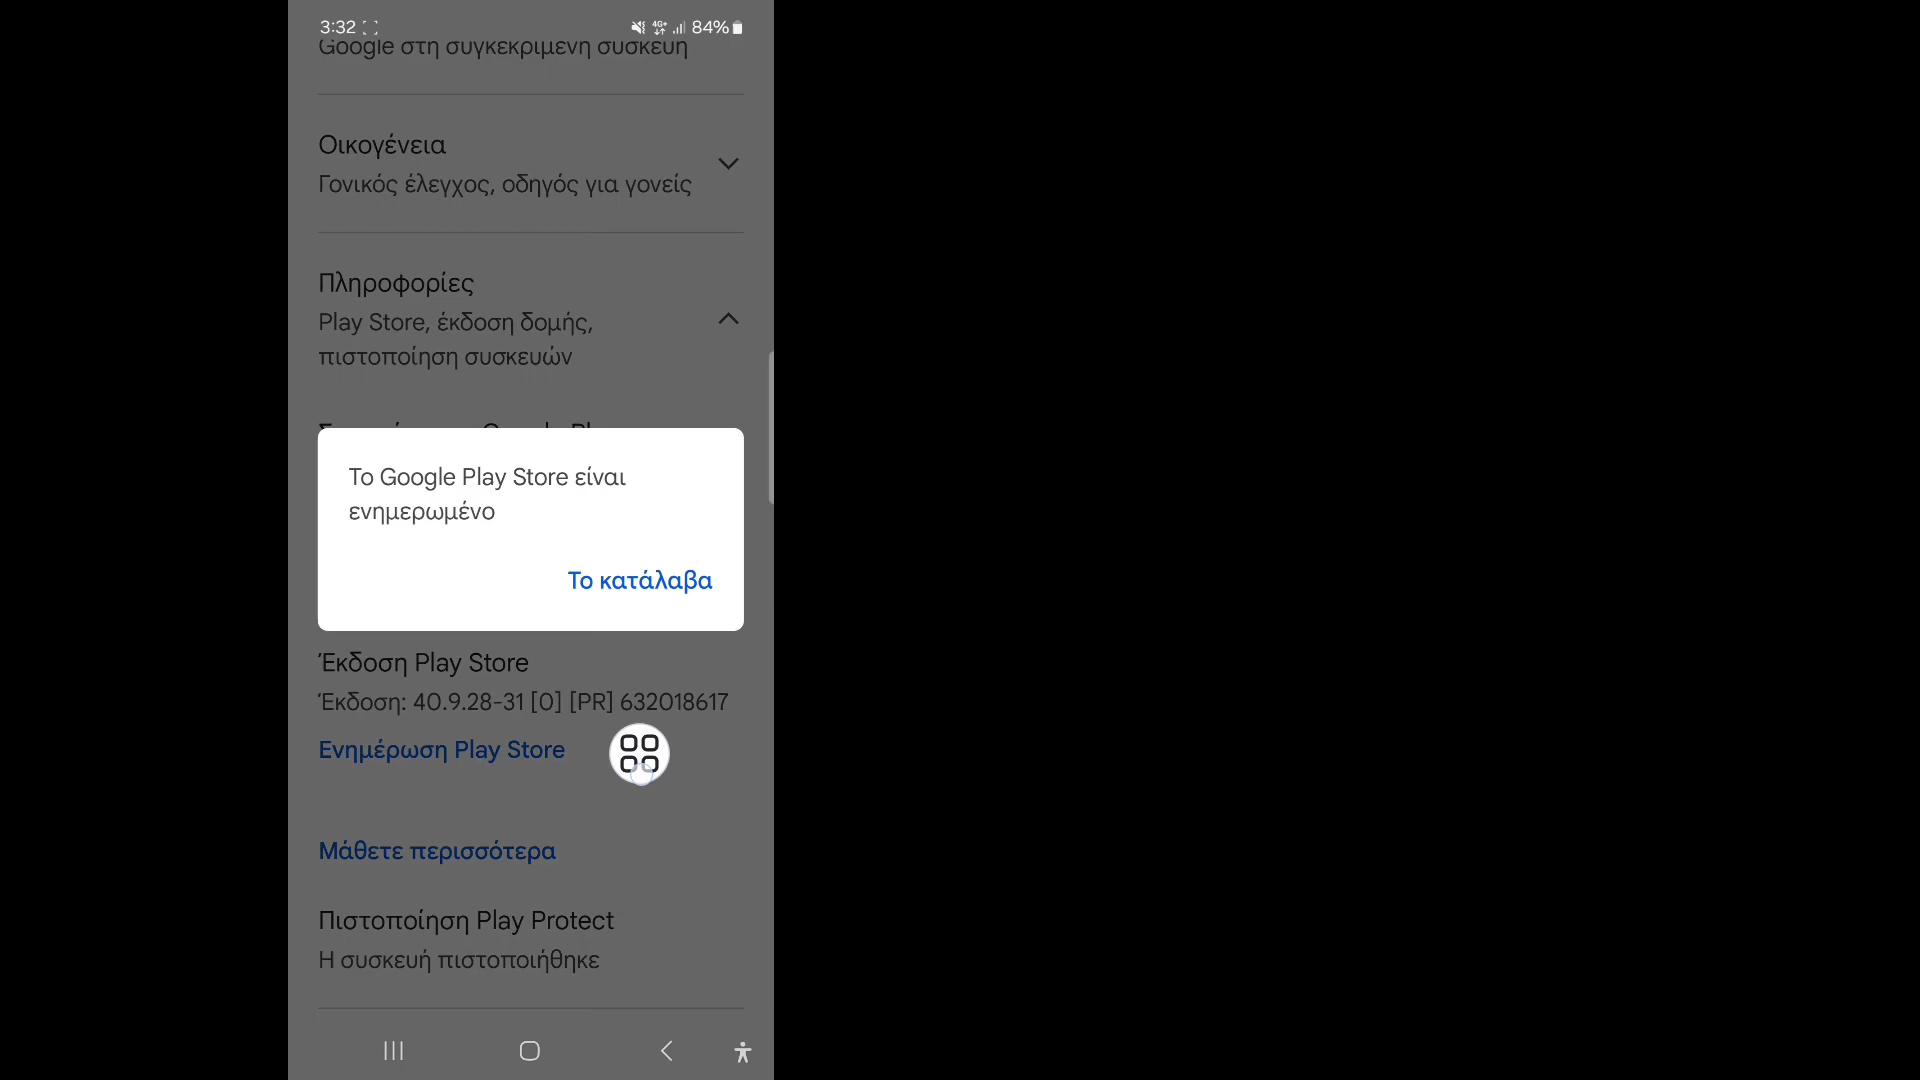 3:32
4G+ 84%
Google στη συγκεκριμένη συσκευή
Οικογένεια
Γονικός έλεγχος, οδηγός για γονείς
Πληροφορίες
Play Store, έκδοση δομής,
πιστοποίηση συσκευών
Το Google Play Store είναι
ενημερωμένο
Το κατάλαβα
Έκδοση Play Store
Έκδοση: 40.9.28-31 [0] [PR] 632018617
Ενημέρωση Play Store
Μάθετε περισσότερα
Πιστοποίηση Play Protect
Η συσκευή πιστοποιήθηκε